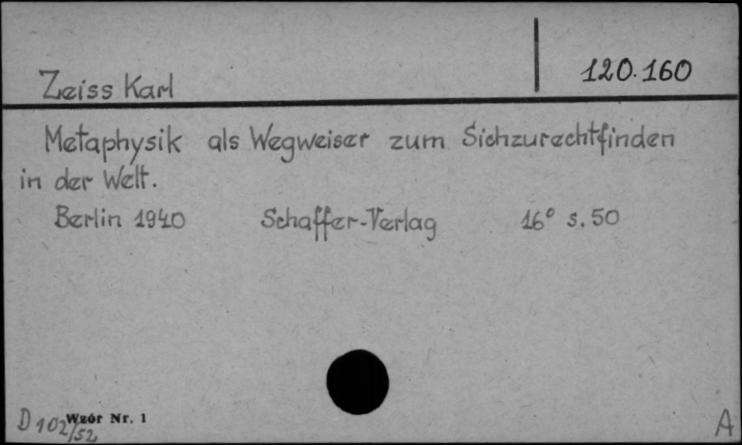 Zeiss Karl
120.160
Metaphysik als Wegweiser zum Sichzurechtfinden
in der Welt.
Berlin 1940 Schaffer-Verlag 16° s. 50
Wzór Nr. 1
D 102/52
A